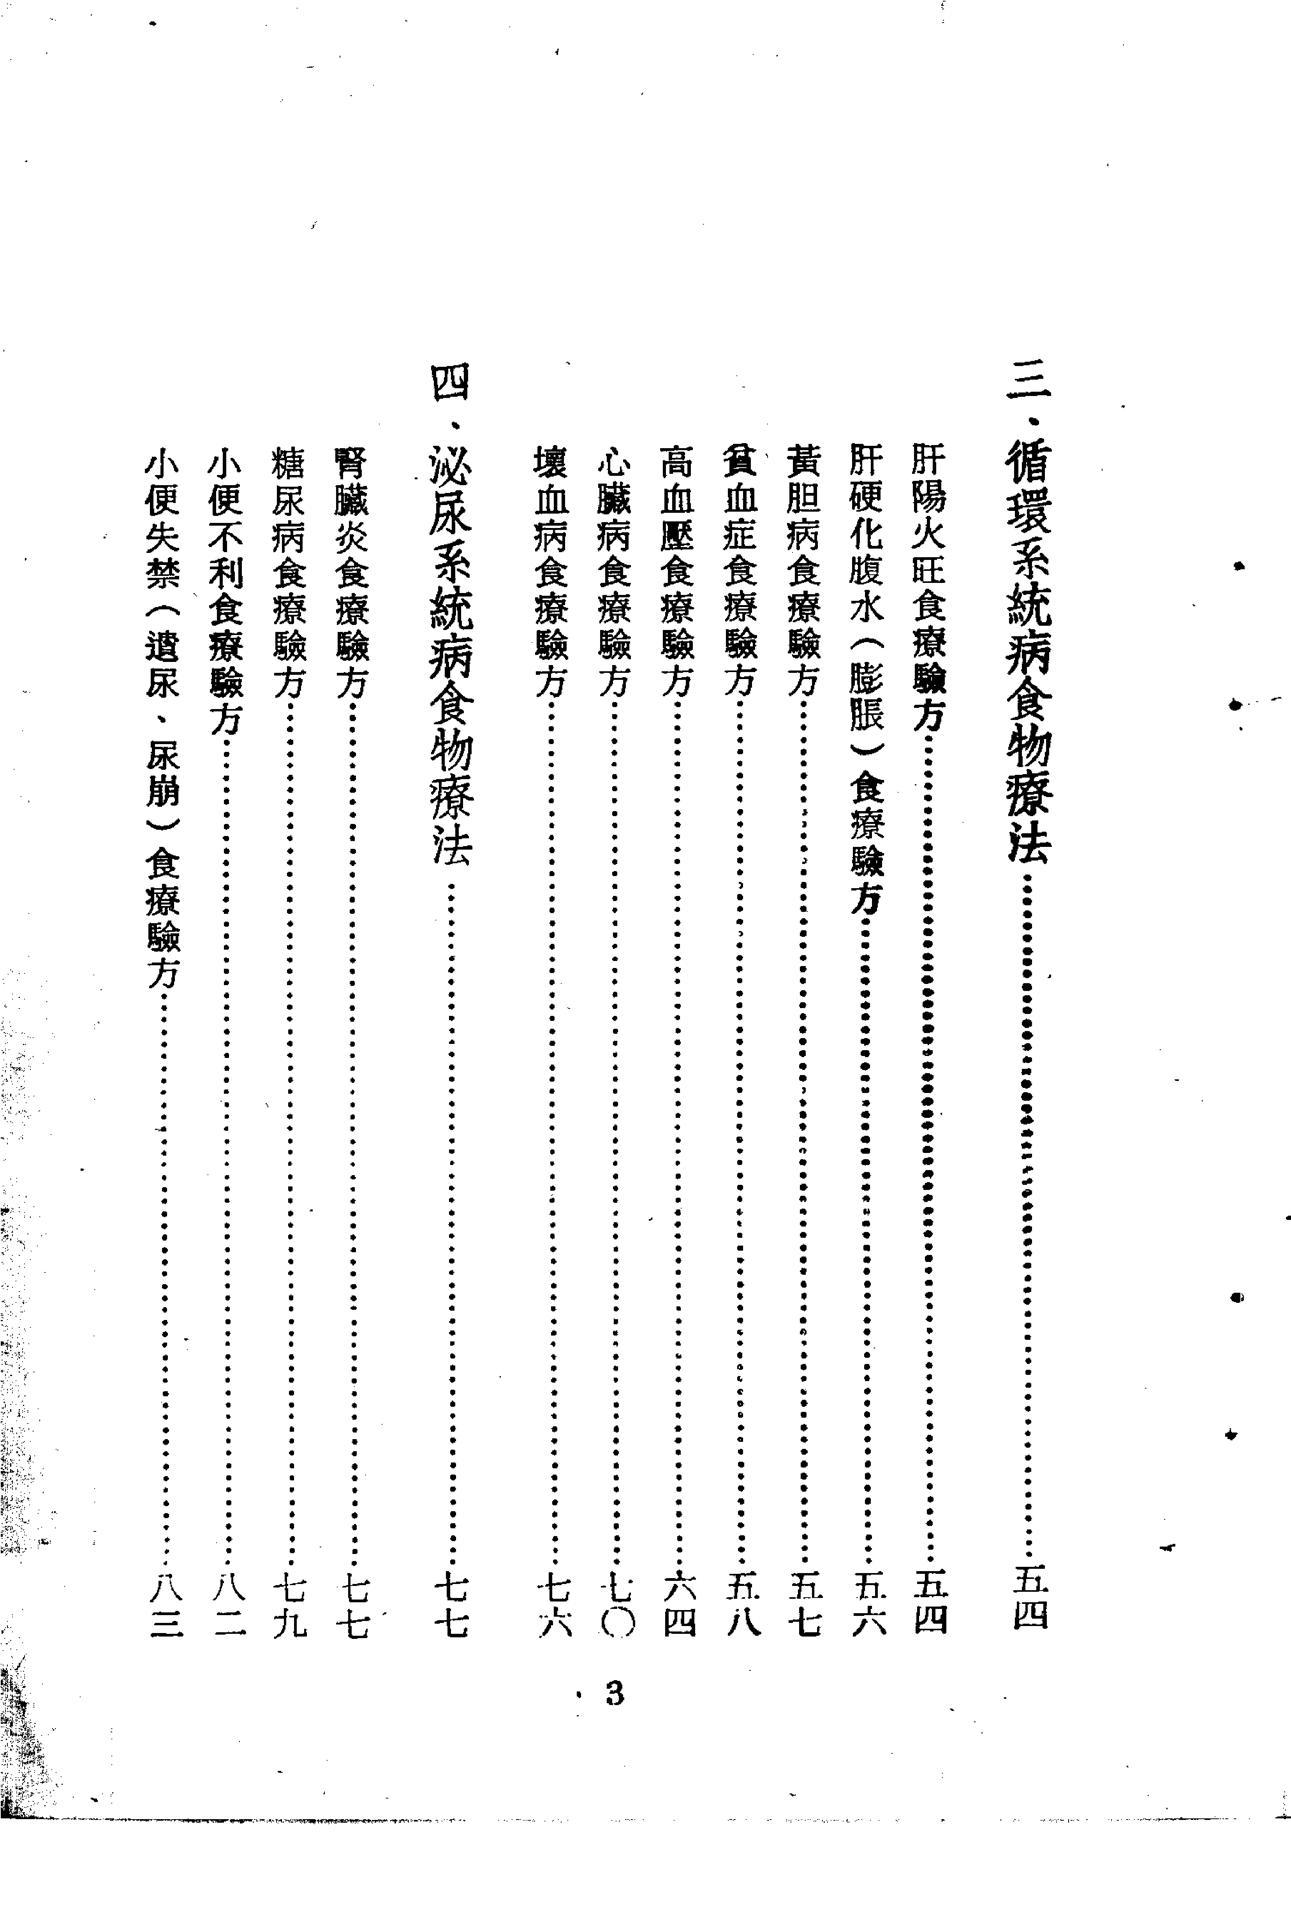 三、循環系統病食物療法……五四
肝陽火旺食療驗方……五四
肝硬化腹水（膨脹）食療驗方……五六
黃胆病食療驗方……五七
貧血症食療驗方……五八
高血壓食療驗方……六四
心臟病食療驗方……七〇
壞血病食療驗方……七六
四、泌尿系統病食物療法……七七
腎臟炎食療驗方……七七
糖尿病食療驗方……七九
小便不利食療驗方……八二
小便失禁（遺尿、尿崩）食療驗方……八三
3